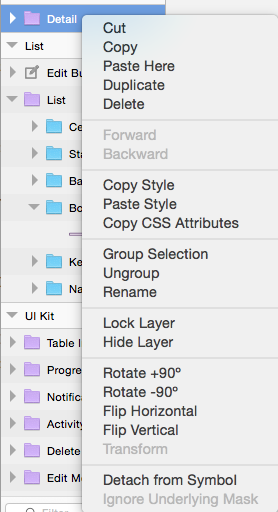 Detail
List
Edit Bu
List
Ce
Sta
Ba
Bo
Ke
Na
UI Kit
Table I
Progre
Notifica
Activity
Delete
Edit Mo
Filter
Cut
Copy
Paste Here
Duplicate
Delete
Forward
Backward
Copy Style
Paste Style
Copy CSS Attributes
Group Selection
Ungroup
Rename
Lock Layer
Hide Layer
Rotate +90º
Rotate -90º
Flip Horizontal
Flip Vertical
Transform
Detach from Symbol
Ignore Underlying Mask